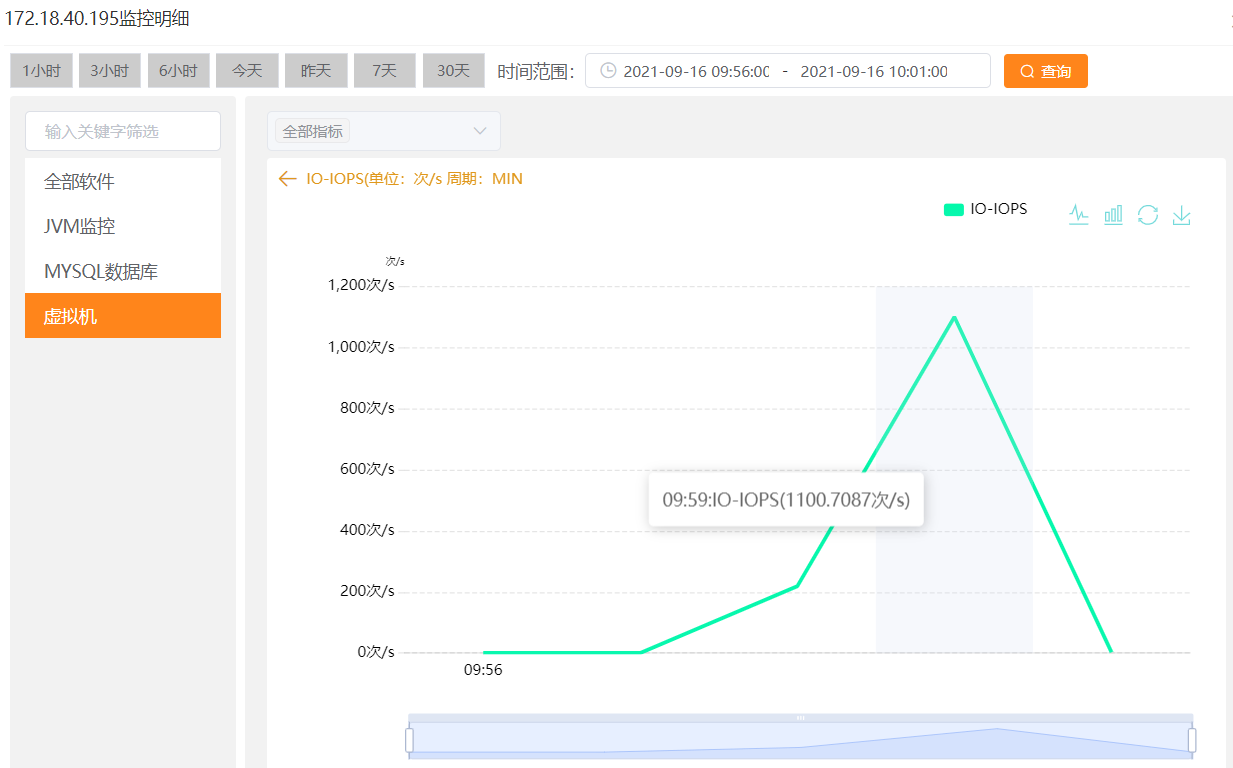 172.18.40.195监控明细
1小时 3小时 6小时 今天 昨天 7天 30天 时间范围： 2021-09-16 09:56:00 - 2021-09-16 10:01:00 查询
输入关键字筛选
全部软件
JVM监控
MYSQL数据库
虚拟机
全部指标
IO-IOPS(单位：次/s 周期：MIN
IO-IOPS
次/s
1,200次/s
1,000次/s
800次/s
600次/s
09:59:IO-IOPS(1100.7087次/s)
400次/s
200次/s
0次/s
09:56